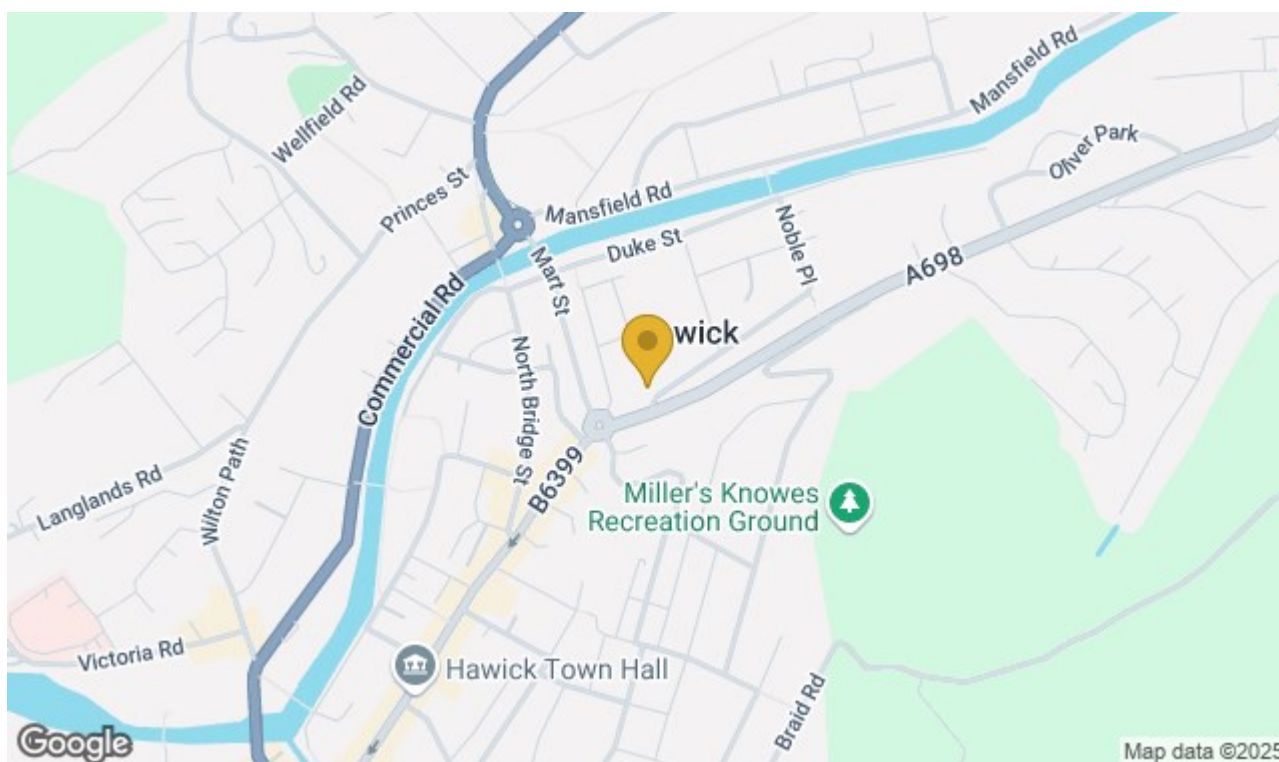 Wellfield Rd
Mansfield Rd
Oliver Park
Princes St
Mansfield Rd
Duke St
Noble Pl
A698
Mart St
Commercial Rd
wick
North Bridge St
B6399
Langlands Rd
Wilton Path
Miller's Knowes
Recreation Ground
Victoria Rd
Hawick Town Hall
Braid Rd
Google
Map data ©2025